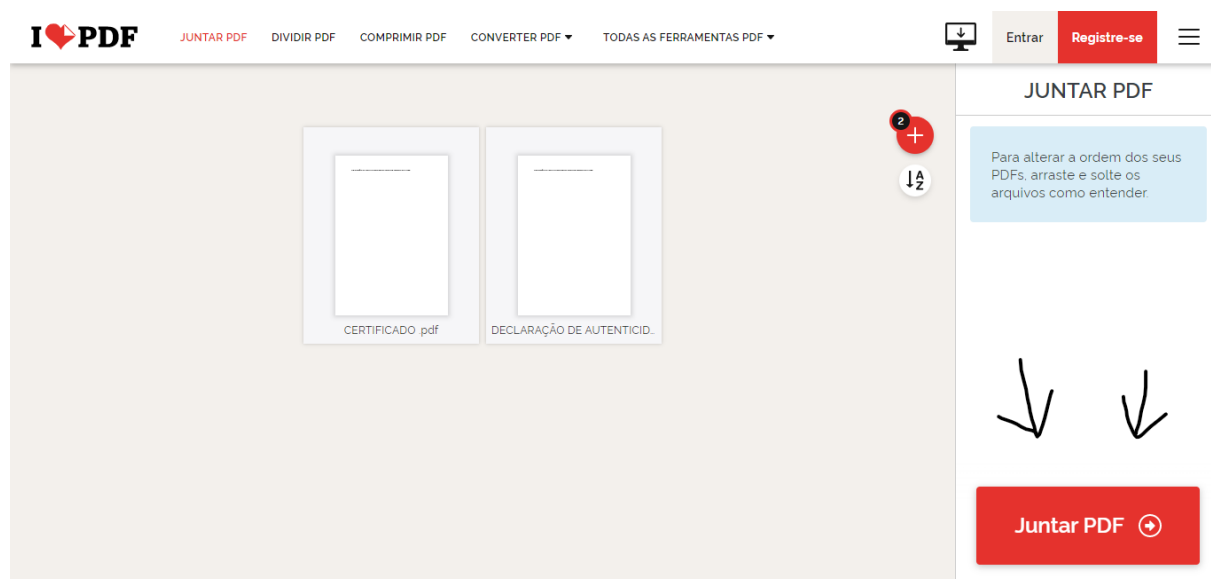 I PDF
JUNTAR PDF
DIVIDIR PDF
COMPRIMIR PDF
CONVERTER PDF
TODAS AS FERRAMENTAS PDF
Entrar
Registre-se
JUNTAR PDF
2
A
Z
Para alterar a ordem dos seus
PDFs, arraste e solte os
arquivos como entender.
CERTIFICADO .pdf
DECLARAÇÃO DE AUTENTICID...
Juntar PDF